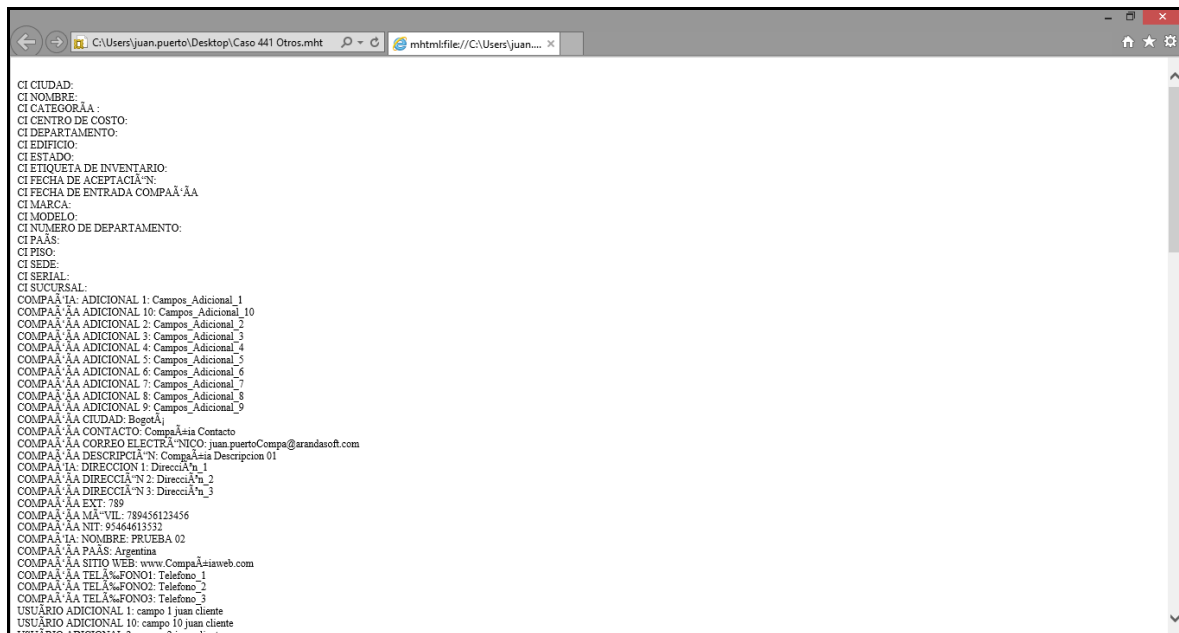 C:\Users\juan.puerto\Desktop\Caso 441 Otros.mht
mhtml:file://C:\Users\juan....
CI CIUDAD:
CI NOMBRE:
CI CATEGORÃA :
CI CENTRO DE COSTO:
CI DEPARTAMENTO:
CI EDIFICIO:
CI ESTADO:
CI ETIQUETA DE INVENTARIO:
CI FECHA DE ACEPTACIÃ“N:
CI FECHA DE ENTRADA COMPAÃ‘ÃA
CI MARCA:
CI MODELO:
CI NUMERO DE DEPARTAMENTO:
CI PAÃS:
CI PISO:
CI SEDE:
CI SERIAL:
CI SUCURSAL:
COMPAÃ‘IA: ADICIONAL 1: Campos_Adicional_1
COMPAÃ‘ÃA ADICIONAL 10: Campos_Adicional_10
COMPAÃ‘ÃA ADICIONAL 2: Campos_Adicional_2
COMPAÃ‘ÃA ADICIONAL 3: Campos_Adicional_3
COMPAÃ‘ÃA ADICIONAL 4: Campos_Adicional_4
COMPAÃ‘ÃA ADICIONAL 5: Campos_Adicional_5
COMPAÃ‘ÃA ADICIONAL 6: Campos_Adicional_6
COMPAÃ‘ÃA ADICIONAL 7: Campos_Adicional_7
COMPAÃ‘ÃA ADICIONAL 8: Campos_Adicional_8
COMPAÃ‘ÃA ADICIONAL 9: Campos_Adicional_9
COMPAÃ‘ÃA CIUDAD: BogotÃ¡
COMPAÃ‘ÃA CONTACTO: CompaÃ±ia Contacto
COMPAÃ‘ÃA CORREO ELECTRÃ“NICO: juan.puertoCompa@arandasoft.com
COMPAÃ‘ÃA DESCRIPCIÃ“N: CompaÃ±ia Descripcion 01
COMPAÃ‘IA: DIRECCION 1: DirecciÃ³n_1
COMPAÃ‘ÃA DIRECCIÃ“N 2: DirecciÃ³n_2
COMPAÃ‘ÃA DIRECCIÃ“N 3: DirecciÃ³n_3
COMPAÃ‘ÃA EXT: 789
COMPAÃ‘ÃA MÃ“VIL: 789456123456
COMPAÃ‘ÃA NIT: 95464613532
COMPAÃ‘IA: NOMBRE: PRUEBA 02
COMPAÃ‘ÃA PAÃS: Argentina
COMPAÃ‘ÃA SITIO WEB: www.CompaÃ±iaweb.com
COMPAÃ‘ÃA TELÃ‰FONO1: Telefono_1
COMPAÃ‘ÃA TELÃ‰FONO2: Telefono_2
COMPAÃ‘ÃA TELÃ‰FONO3: Telefono_3
USUÃRIO ADICIONAL 1: campo 1 juan cliente
USUÃRIO ADICIONAL 10: campo 10 juan cliente